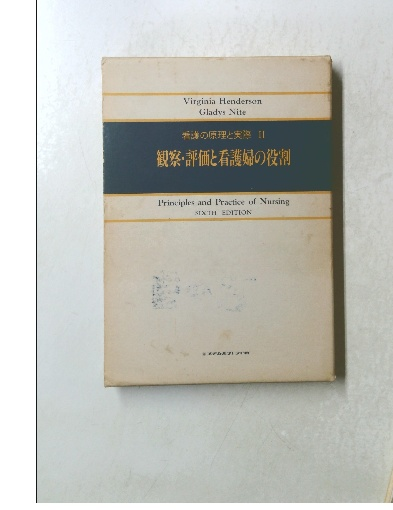 Virginia Henderson
Gladys Nite
看護の原理と実際 II
観察・評価と看護婦の役割
Principles and Practice of Nursing
SIXTH EDITION